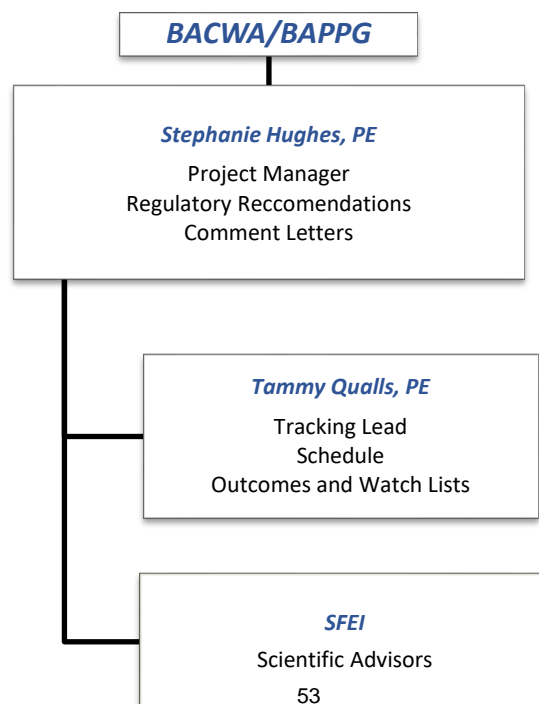 BACWA/BAPPG
Stephanie Hughes, PE
Project Manager
Regulatory Reccomendations
Comment Letters
Tammy Qualls, PE
Tracking Lead
Schedule
Outcomes and Watch Lists
SFEI
Scientific Advisors
53